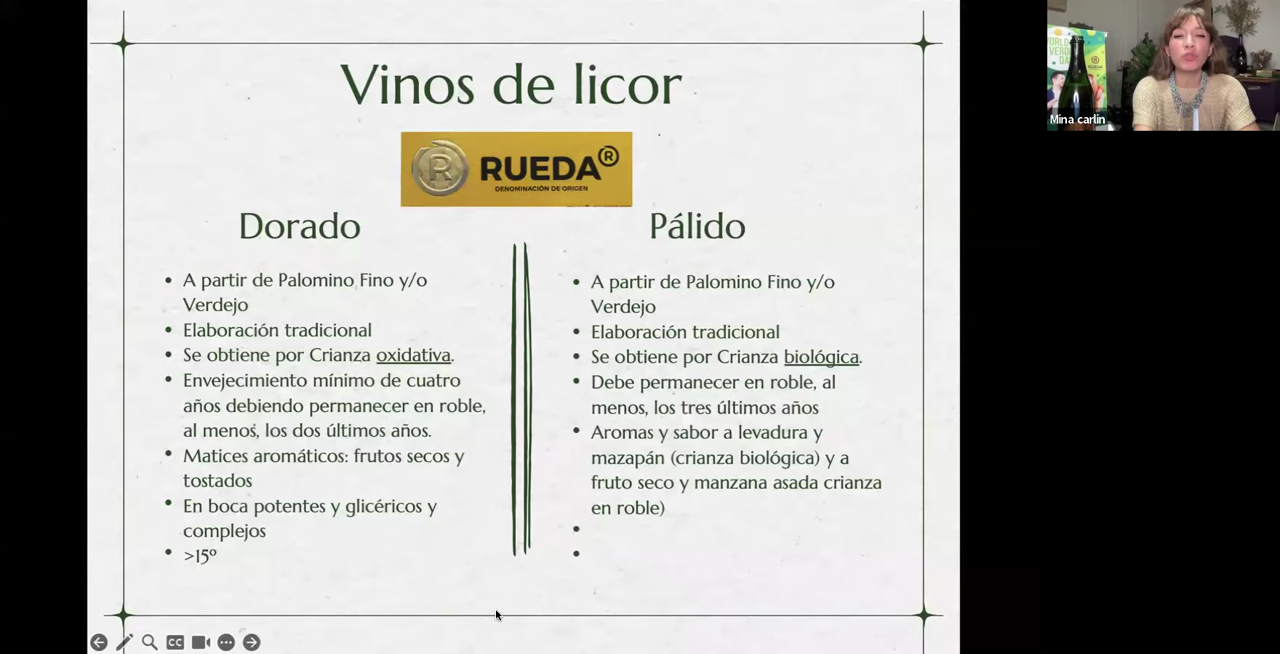 Vinos de licor
R RUEDA®
DENOMINACIÓN DE ORIGEN
Dorado
• A partir de Palomino Fino y/o
Verdejo
• Elaboración tradicional
• Se obtiene por Crianza oxidativa.
• Envejecimiento mínimo de cuatro
años debiendo permanecer en roble,
al menos, los dos últimos años.
• Matices aromáticos: frutos secos y
tostados
• En boca potentes y glicéricos y
complejos
• >15º
Pálido
• A partir de Palomino Fino y/o
Verdejo
• Elaboración tradicional
• Se obtiene por Crianza biológica.
• Debe permanecer en roble, al
menos, los tres últimos años
• Aromas y sabor a levadura y
mazapán (crianza biológica) y a
fruto seco y manzana asada crianza
en roble)
•
•
CC
RUEDA
Mina carlin